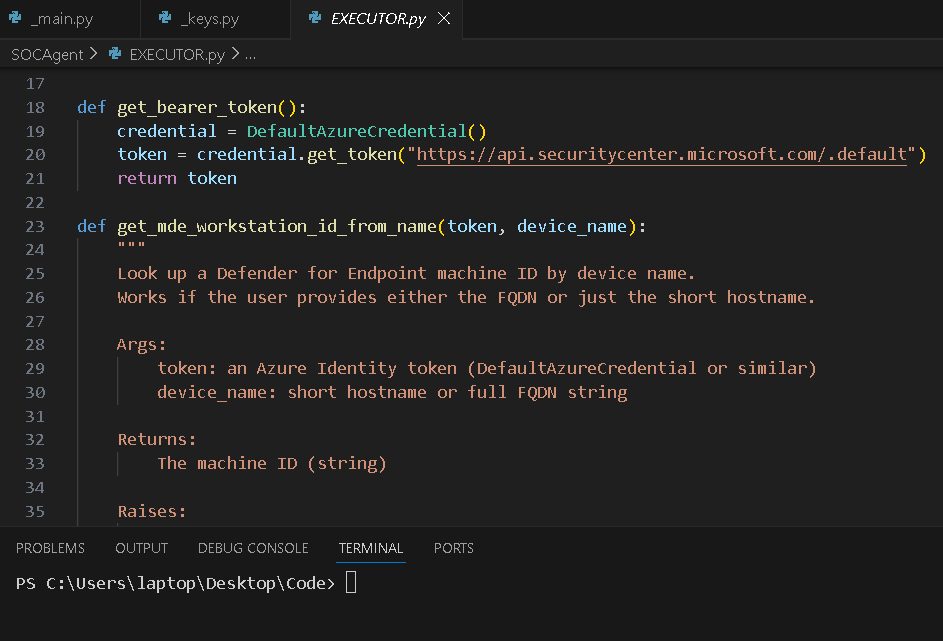 _main.py
_keys.py
EXECUTOR.py
SOCAgent > EXECUTOR.py > ...
17
18 def get_bearer_token():
19     credential = DefaultAzureCredential()
20     token = credential.get_token("https://api.securitycenter.microsoft.com/.default")
21     return token
22
23 def get_mde_workstation_id_from_name(token, device_name):
24     """
25     Look up a Defender for Endpoint machine ID by device name.
26     Works if the user provides either the FQDN or just the short hostname.
27
28     Args:
29         token: an Azure Identity token (DefaultAzureCredential or similar)
30         device_name: short hostname or full FQDN string
31
32     Returns:
33         The machine ID (string)
34
35     Raises:
PROBLEMS OUTPUT DEBUG CONSOLE TERMINAL PORTS
PS C:\Users\laptop\Desktop\Code>